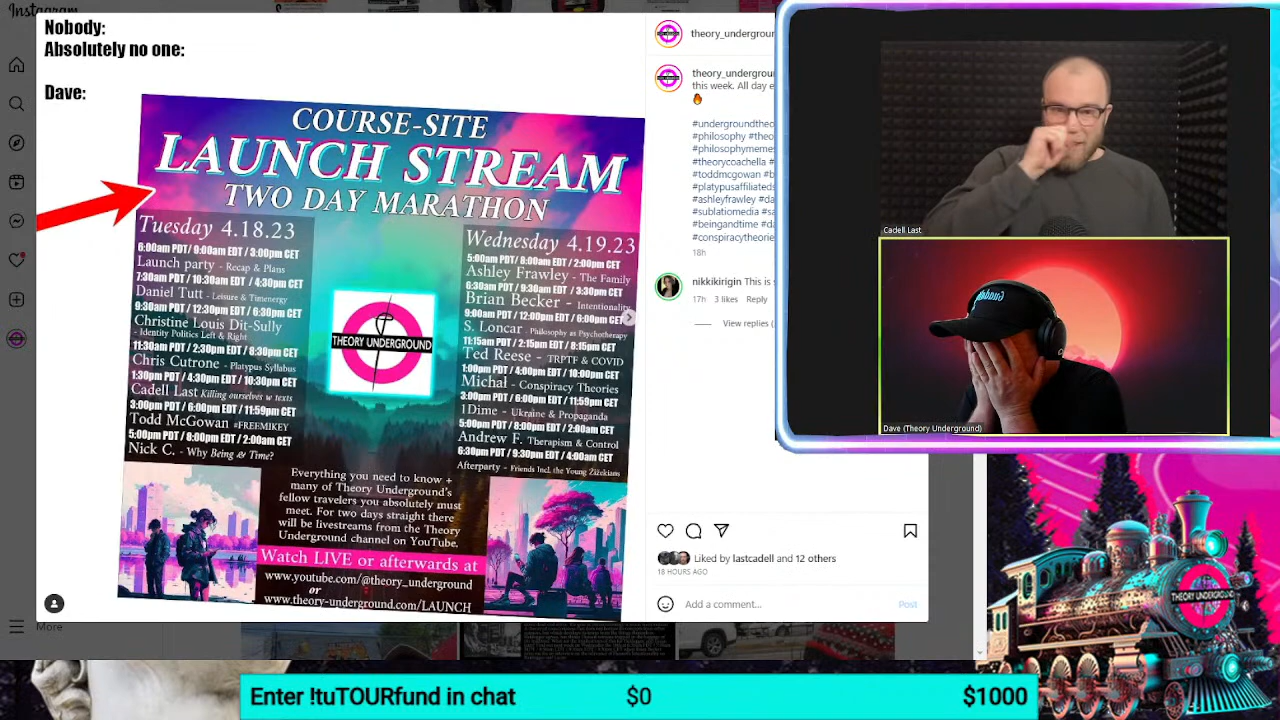 Instagram
Nobody:
Absolutely no one:
Dave:
COURSE-SITE
LAUNCH STREAM
TWO DAY MARATHON
Tuesday 4.18.23
6:00am PDT / 9:00am EDT / 3:00pm CET
Launch party - Recap & Plans
7:30am PDT / 10:30am EDT / 4:30pm CET
Daniel Tutt - Leisure & Timenergy
9:30am PDT / 12:30pm EDT / 6:30pm CET
Christine Louis Dit-Sully
- Identity Politics Left & Right
11:30am PDT / 2:30pm EDT / 8:30pm CET
Chris Cutrone - Platypus Syllabus
1:30pm PDT / 4:30pm EDT / 10:30pm CET
Cadell Last Killing ourselves w texts
3:00pm PDT / 6:00pm EDT / 11:59pm CET
Todd McGowan #FREEMIKEY
5:00pm PDT / 8:00pm EDT / 2:00am CET
Nick C. - Why Being & Time?
Wednesday 4.19.23
5:00am PDT / 8:00am EDT / 2:00pm CET
Ashley Frawley - The Family
6:30am PDT / 9:30am EDT / 3:30pm CET
Brian Becker - Intentionality
9:00am PDT / 12:00pm EDT / 6:00pm CET
S. Loncar - Philosophy as Psychotherapy
11:15am PDT / 2:15pm EDT / 8:15pm CET
Ted Reese - TRPTF & COVID
1:00pm PDT / 4:00pm EDT / 10:00pm CET
Michal - Conspiracy Theories
3:00pm PDT / 6:00pm EDT / 11:59pm CET
1Dime - Ukraine & Propaganda
5:00pm PDT / 8:00pm EDT / 2:00am CET
Andrew F. Therapism & Control
6:30pm PDT / 9:30pm EDT / 4:30am CET
Afterparty - Friends Incl. the Young Žižekians
THEORY UNDERGROUND
Everything you need to know +
many of Theory Underground's
fellow travelers you absolutely must
meet. For two days straight there
will be livestreams from the Theory
Underground channel on YouTube.
Watch LIVE or afterwards at
www.youtube.com/@theory_underground
or
www.theory-underground.com/LAUNCH
More
theory_undergroun
theory_undergroun
this week. All day e
#undergroundtheo
#philosophy #theo
#philosophymeme
#theorycoachella #
#toddmcgowan #b
#platypusaffiliateds
#ashleyfrawley #da
#sublationmedia #sa
#beingandtime #da
#conspiracytheorie
18h
nikkikirigin This is s
17h 3 likes Reply
View replies (
Liked by lastcadell and 12 others
18 HOURS AGO
Add a comment...
Post
Cadell Last
Dave (Theory Underground)
THEORY UNDERGROUND
Enter !tuTOURfund in chat $0 $1000